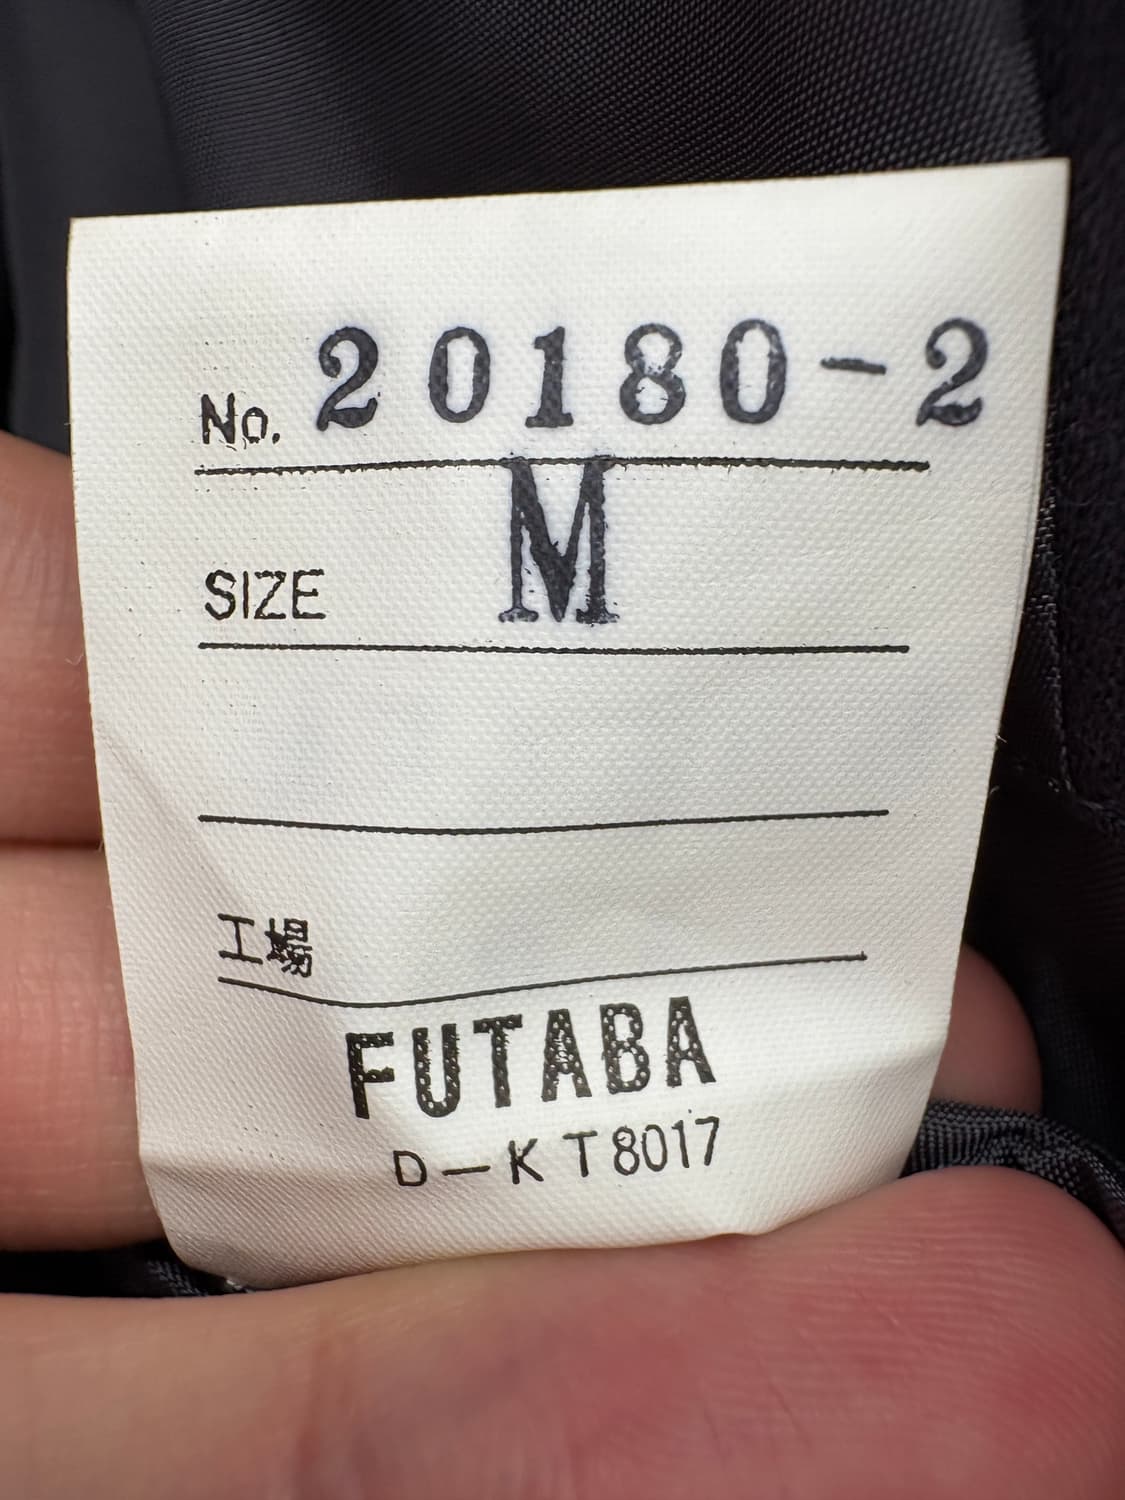 No. 20180-2
SIZE M
工場
FUTABA
D-KT8017